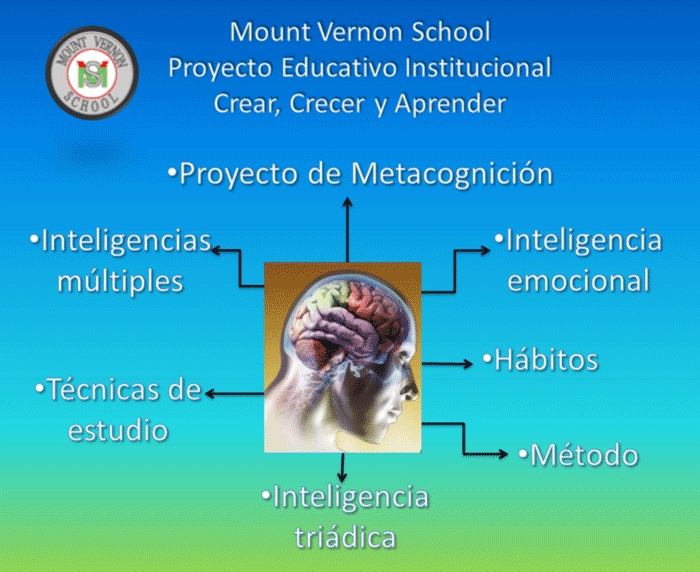 MOUNT VERNON
MS
SCHOOL
Mount Vernon School
Proyecto Educativo Institucional
Crear, Crecer y Aprender
•Proyecto de Metacognición
•Inteligencias
múltiples
•Inteligencia
emocional
•Hábitos
•Técnicas de
estudio
•Método
•Inteligencia
triádica